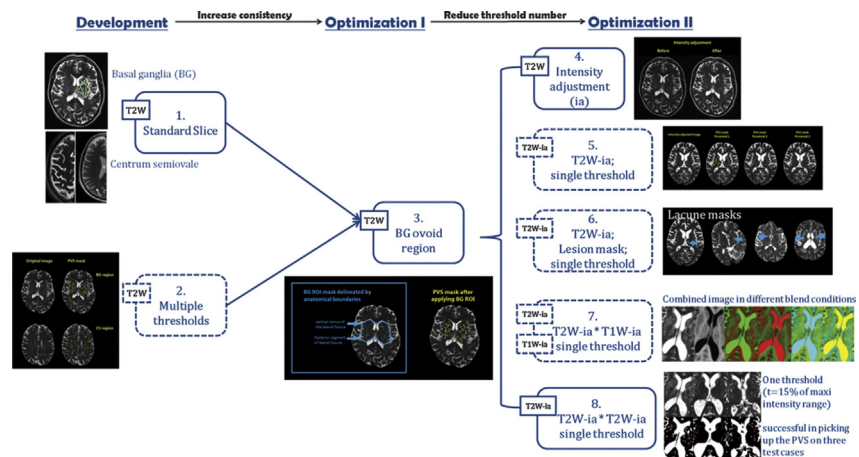 Development
Increase consistency
Optimization I
Reduce threshold number
Optimization II
Basal ganglia (BG)
T2W
1.
Standard Slice
Centrum semiovale
Original Image
PVS mask
BG region
CS region
T2W
2.
Multiple
thresholds
T2W
3.
BG ovoid
region
BG ROI mask delineated by
anatomical boundaries
PVS mask after
applying BG ROI
T2W
4.
Intensity
adjustment
(ia)
Intensity adjustment
Before
After
T2W-ia
5.
T2W-ia;
single threshold
T2W-ia
6.
T2W-ia;
Lesion mask;
single threshold
Lacune masks
T2W-ia
T1W-ia
7.
T2W-ia* T1W-ia
single threshold
Combined image in different blend conditions
T2W-ia
8.
T2W-ia* T2W-ia
single threshold
One threshold
(t=15% of maxi
intensity range)
successful in picking
up the PVS on three
test cases